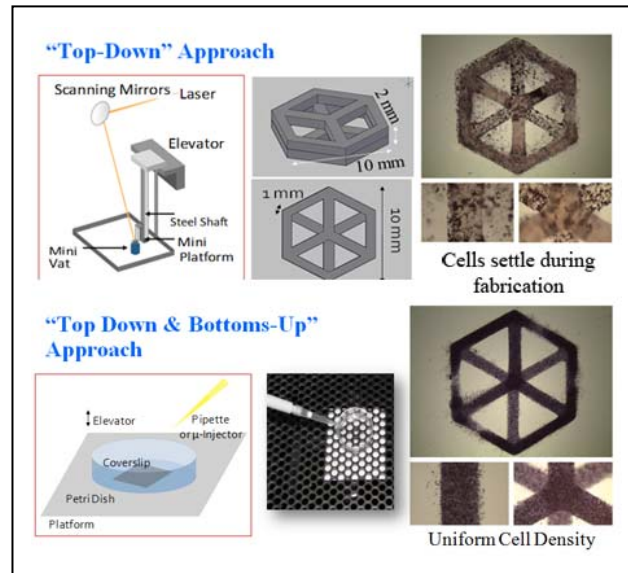 “Top-Down” Approach
Scanning Mirrors
Laser
Elevator
Steel Shaft
Mini
Vat
Mini
Platform
2 mm
10 mm
1 mm
10 mm
Cells settle during
fabrication
“Top Down & Bottoms-Up”
Approach
Elevator
Pipette
or µ-Injector
Coverslip
Petri Dish
Platform
Uniform Cell Density